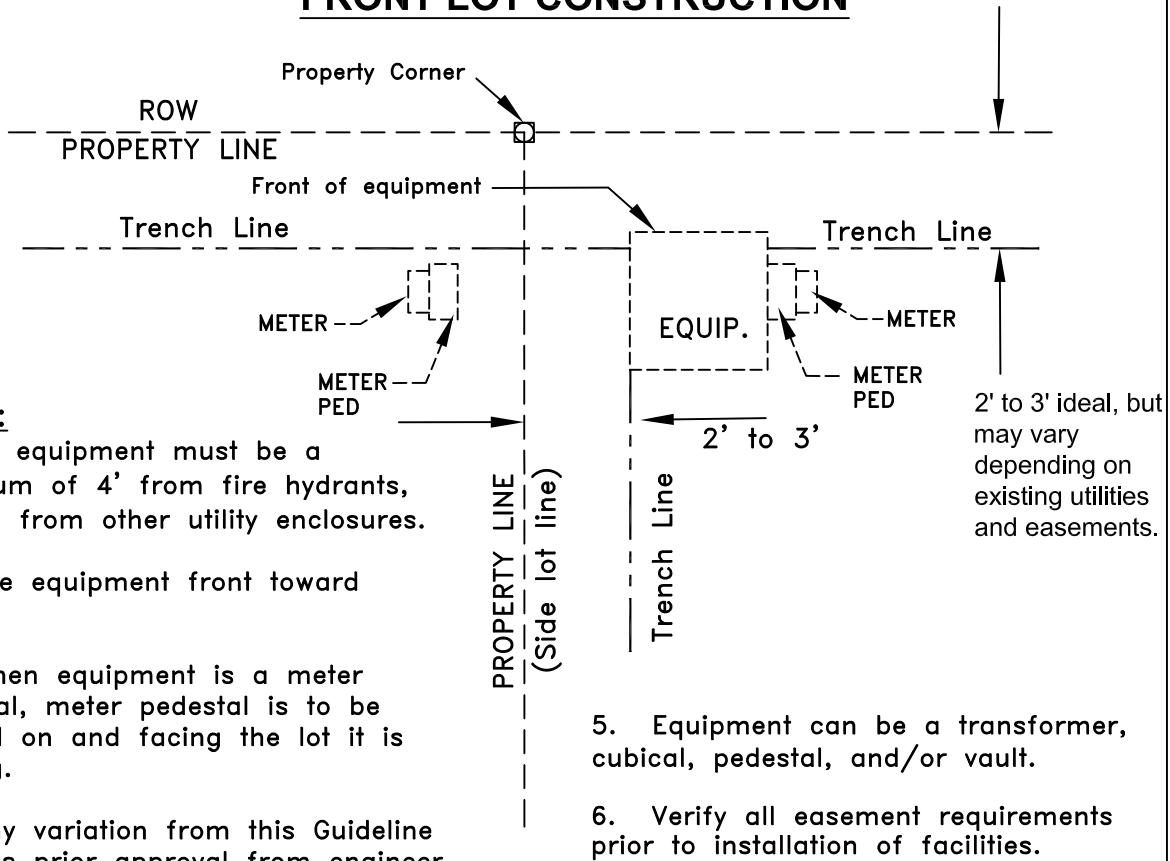 FRONT LOT CONSTRUCTION
Property Corner
ROW
PROPERTY LINE
Front of equipment
Trench Line
Trench Line
METER
EQUIP.
METER
METER
PED
METER
PED
2' to 3'
2' to 3' ideal, but
may vary
depending on
existing utilities
and easements.
PROPERTY LINE
(Side lot line)
Trench Line
:
equipment must be a
um of 4' from fire hydrants,
from other utility enclosures.
e equipment front toward
hen equipment is a meter
al, meter pedestal is to be
d on and facing the lot it is
g.
ny variation from this Guideline
s prior approval from engineer
5. Equipment can be a transformer,
cubical, pedestal, and/or vault.
6. Verify all easement requirements
prior to installation of facilities.